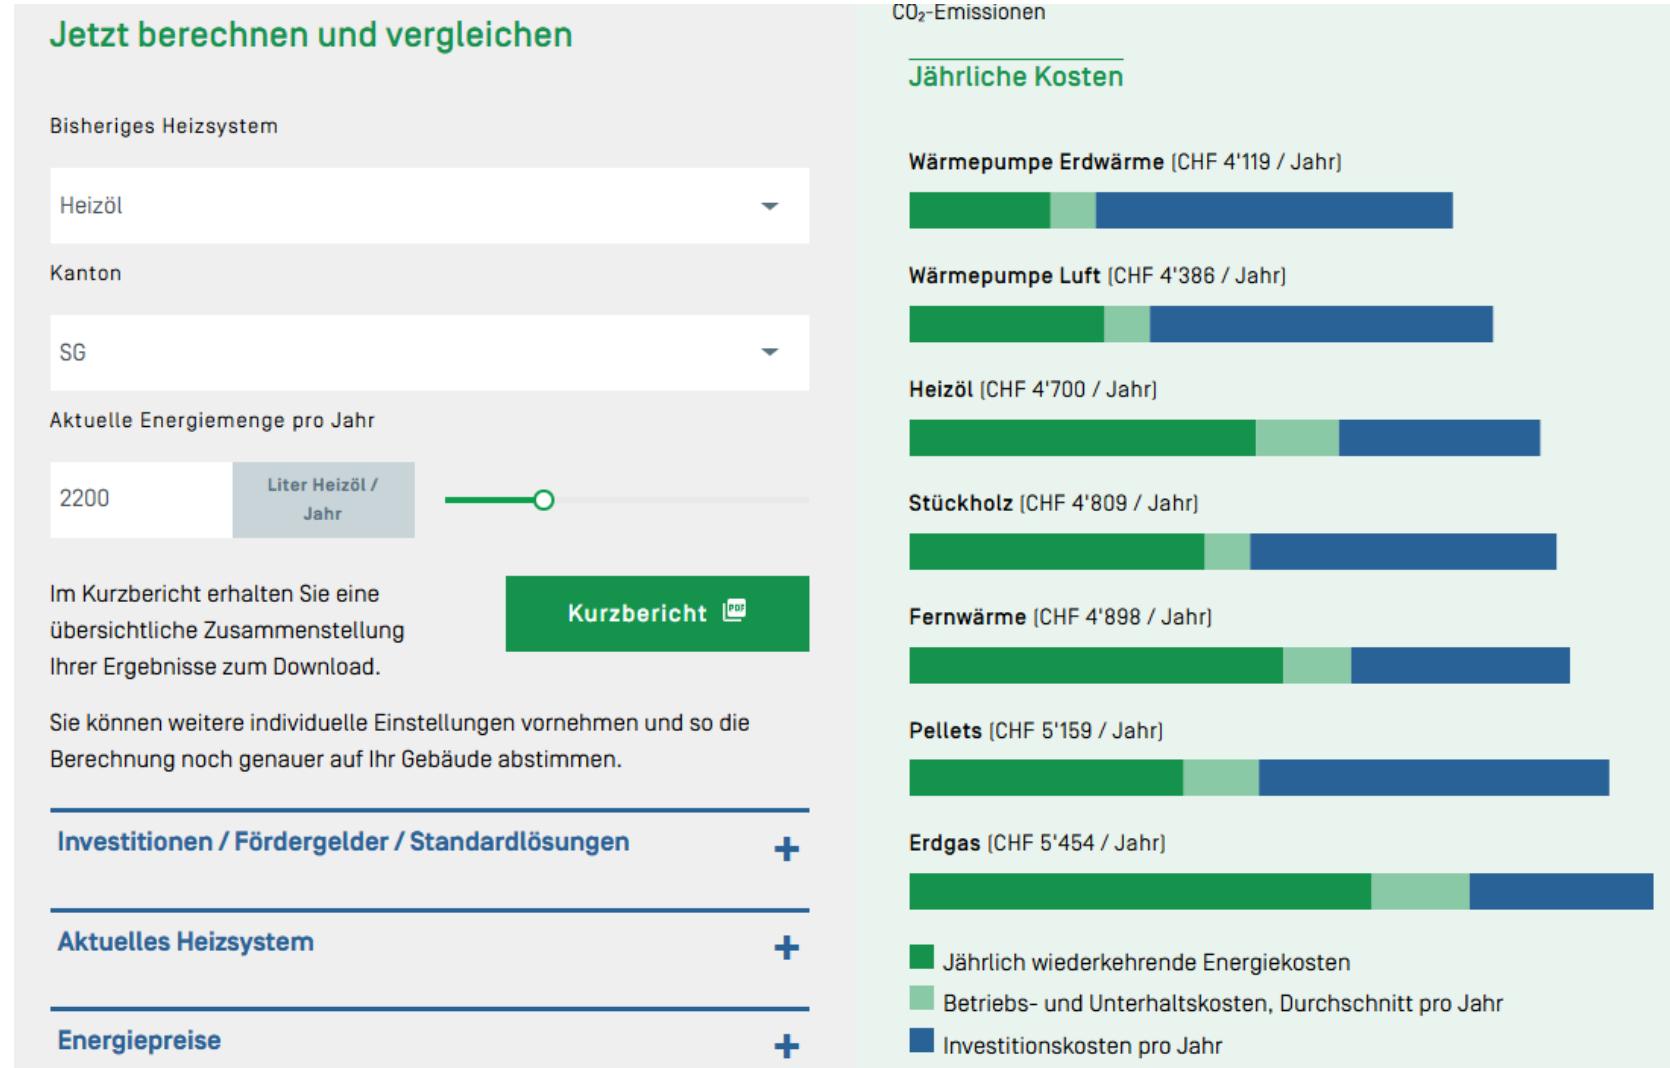 Jetzt berechnen und vergleichen
Bisheriges Heizsystem
Heizöl
Kanton
SG
Aktuelle Energiemenge pro Jahr
2200
Liter Heizöl /
Jahr
Im Kurzbericht erhalten Sie eine
übersichtliche Zusammenstellung
Ihrer Ergebnisse zum Download.
Kurzbericht PDF
Sie können weitere individuelle Einstellungen vornehmen und so die
Berechnung noch genauer auf Ihr Gebäude abstimmen.
Investitionen / Fördergelder / Standardlösungen +
Aktuelles Heizsystem +
Energiepreise +
CO₂-Emissionen
Jährliche Kosten
Wärmepumpe Erdwärme (CHF 4'119 / Jahr)
Wärmepumpe Luft (CHF 4'386 / Jahr)
Heizöl (CHF 4'700 / Jahr)
Stückholz (CHF 4'809 / Jahr)
Fernwärme (CHF 4'898 / Jahr)
Pellets (CHF 5'159 / Jahr)
Erdgas (CHF 5'454 / Jahr)
Jährlich wiederkehrende Energiekosten
Betriebs- und Unterhaltskosten, Durchschnitt pro Jahr
Investitionskosten pro Jahr